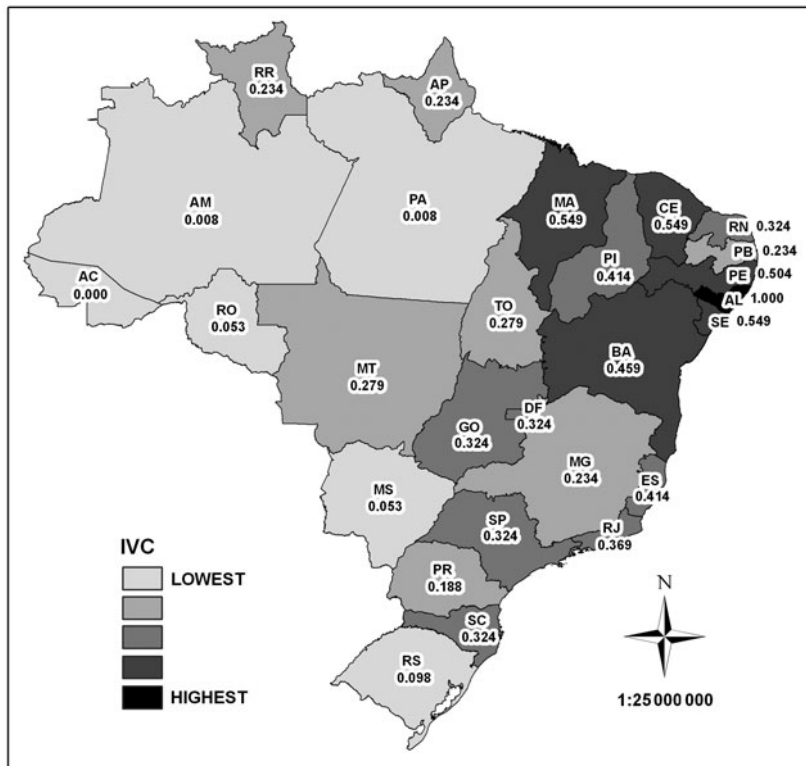 RR
0.234
AP
0.234
AM
0.008
PA
0.008
MA
0.549
CE
0.549
RN 0.324
PB 0.234
PI
0.414
PE 0.504
AL 1.000
SE 0.549
AC
0.000
RO
0.053
TO
0.279
BA
0.459
MT
0.279
DF
0.324
GO
0.324
MG
0.234
ES
0.414
MS
0.053
SP
0.324
RJ
0.369
PR
0.188
SC
0.324
RS
0.098
IVC
LOWEST
HIGHEST
N
1:25 000 000